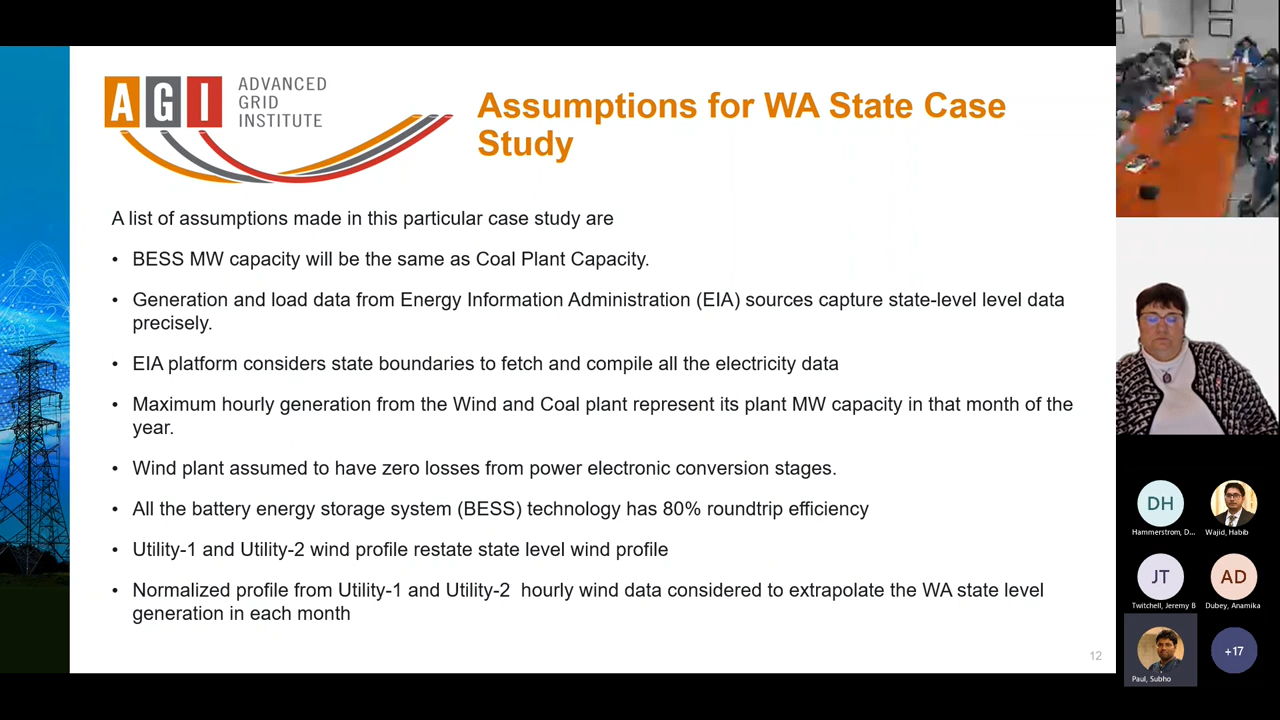 AGI
ADVANCED
GRID
INSTITUTE
Assumptions for WA State Case
Study
A list of assumptions made in this particular case study are
• BESS MW capacity will be the same as Coal Plant Capacity.
• Generation and load data from Energy Information Administration (EIA) sources capture state-level level data
precisely.
• EIA platform considers state boundaries to fetch and compile all the electricity data
• Maximum hourly generation from the Wind and Coal plant represent its plant MW capacity in that month of the
year.
• Wind plant assumed to have zero losses from power electronic conversion stages.
• All the battery energy storage system (BESS) technology has 80% roundtrip efficiency
• Utility-1 and Utility-2 wind profile restate state level wind profile
• Normalized profile from Utility-1 and Utility-2 hourly wind data considered to extrapolate the WA state level
generation in each month
12
DH
Hammerstrom, D...
Wajid, Habib
JT
Twitchell, Jeremy B
AD
Dubey, Anamika
Paul, Subho
+17